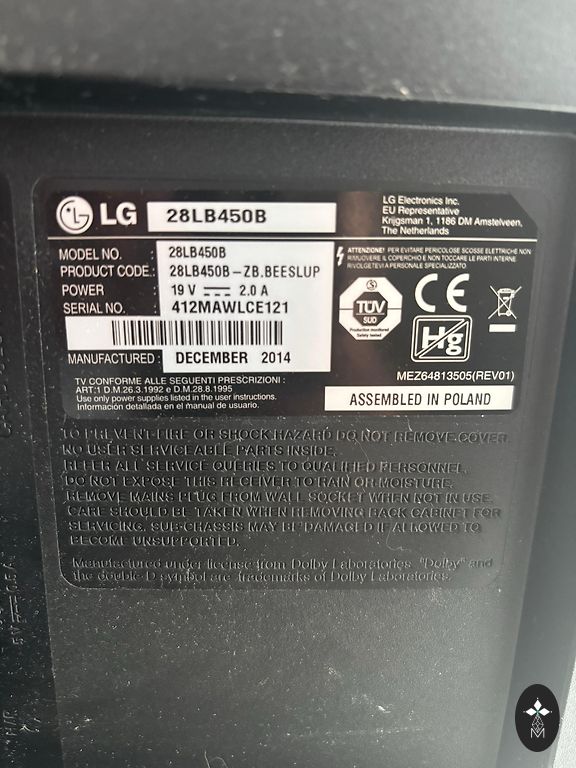 LG 28LB450B
LG Electronics Inc.
EU Representative
Krijgsman 1, 1186 DM Amstelveen,
The Netherlands
MODEL NO. : 28LB450B
PRODUCT CODE : 28LB450B-ZB.BEESLUP
POWER : 19 V 2.0 A
SERIAL NO. : 412MAWLCE121
MANUFACTURED : DECEMBER 2014
ATTENZIONE: PER EVITARE PERICOLOSE SCOSSE ELETTRICHE NON
RIMUOVERE IL COPERCHIO E NON TOCCARE LE PARTI INTERNE
RIVOLGETEVI A PERSONALE SPECIALIZZATO.
TÜV
SÜD
Production monitored
Safety tested
CE
Hg
MEZ64813505(REV01)
TV CONFORME ALLE SEGUENTI PRESCRIZIONI :
ART:1 D.M.26.3.1992 e D.M.28.8.1995
Use only power supplies listed in the user instructions.
Información detallada en el manual de usuario.
ASSEMBLED IN POLAND
TO PREVENT FIRE OR SHOCK HAZARD DO NOT REMOVE COVER.
NO USER SERVICEABLE PARTS INSIDE.
REFER ALL SERVICE QUERIES TO QUALIFIED PERSONNEL.
DO NOT EXPOSE THIS RECEIVER TO RAIN OR MOISTURE.
REMOVE MAINS PLUG FROM WALL SOCKET WHEN NOT IN USE.
CARE SHOULD BE TAKEN WHEN REMOVING BACK CABINET FOR
SERVICING. SUB-CHASSIS MAY BE DAMAGED IF ALLOWED TO
BECOME UNSUPPORTED.
Manufactured under license from Dolby Laboratories. "Dolby" and
the double-D symbol are trademarks of Dolby Laboratories.